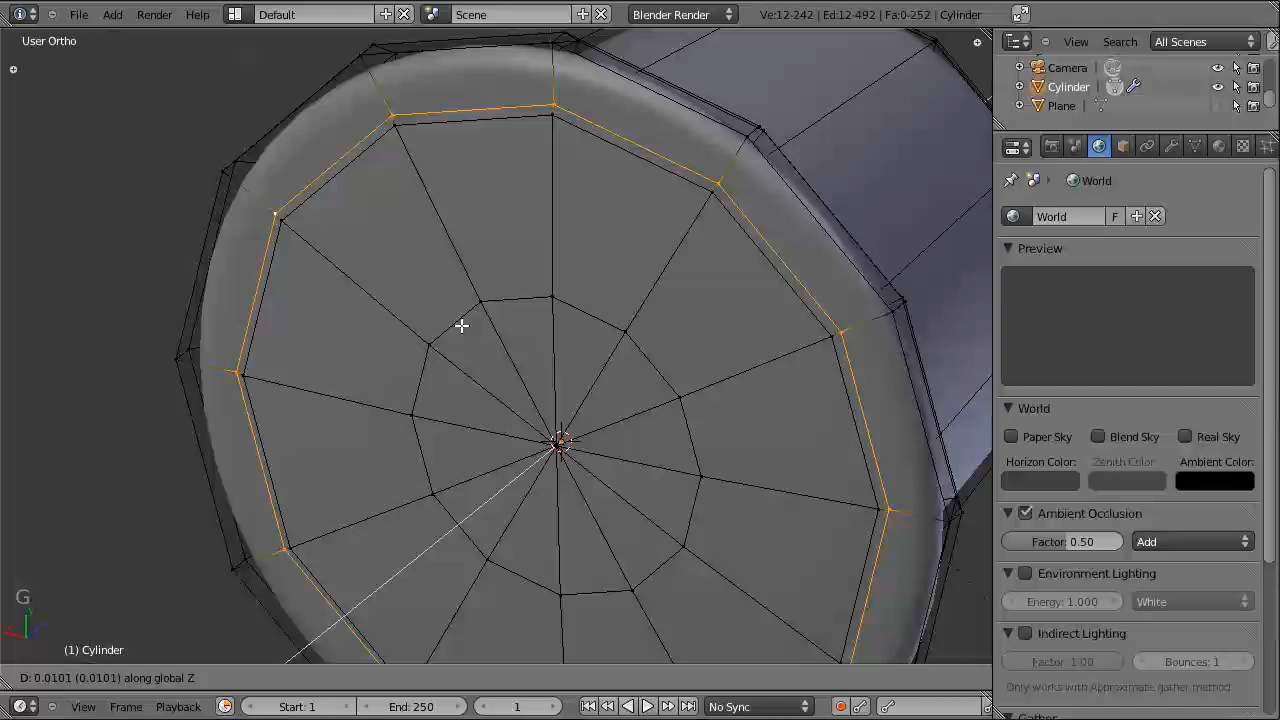 File Add Render Help Default Scene Blender Render Ve:12-242 | Ed:12-492 | Fa:0-252 | Cylinder
User Ortho
View Search All Scenes
Camera
Cylinder
Plane
World
World F
Preview
World
Paper Sky Blend Sky Real Sky
Horizon Color: Zenith Color Ambient Color:
Ambient Occlusion
Factor: 0.50 Add
Environment Lighting
Energy: 1.000 White
Indirect Lighting
Factor: 1.00 Bounces: 1
Only works with Approximate gather method
Gather
G
(1) Cylinder
D: 0.0101 (0.0101) along global Z
View Frame Playback Start: 1 End: 250 1 No Sync